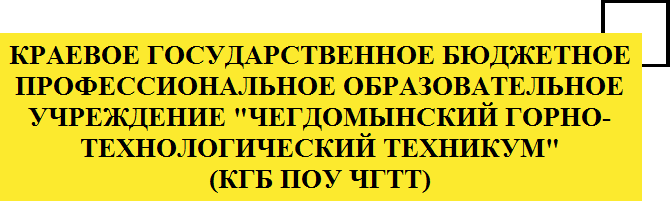 КРАЕВОЕ ГОСУДАРСТВЕННОЕ БЮДЖЕТНОЕ
ПРОФЕССИОНАЛЬНОЕ ОБРАЗОВАТЕЛЬНОЕ
УЧРЕЖДЕНИЕ "ЧЕГДОМЫНСКИЙ ГОРНО-
ТЕХНОЛОГИЧЕСКИЙ ТЕХНИКУМ"
(КГБ ПОУ ЧГТТ)